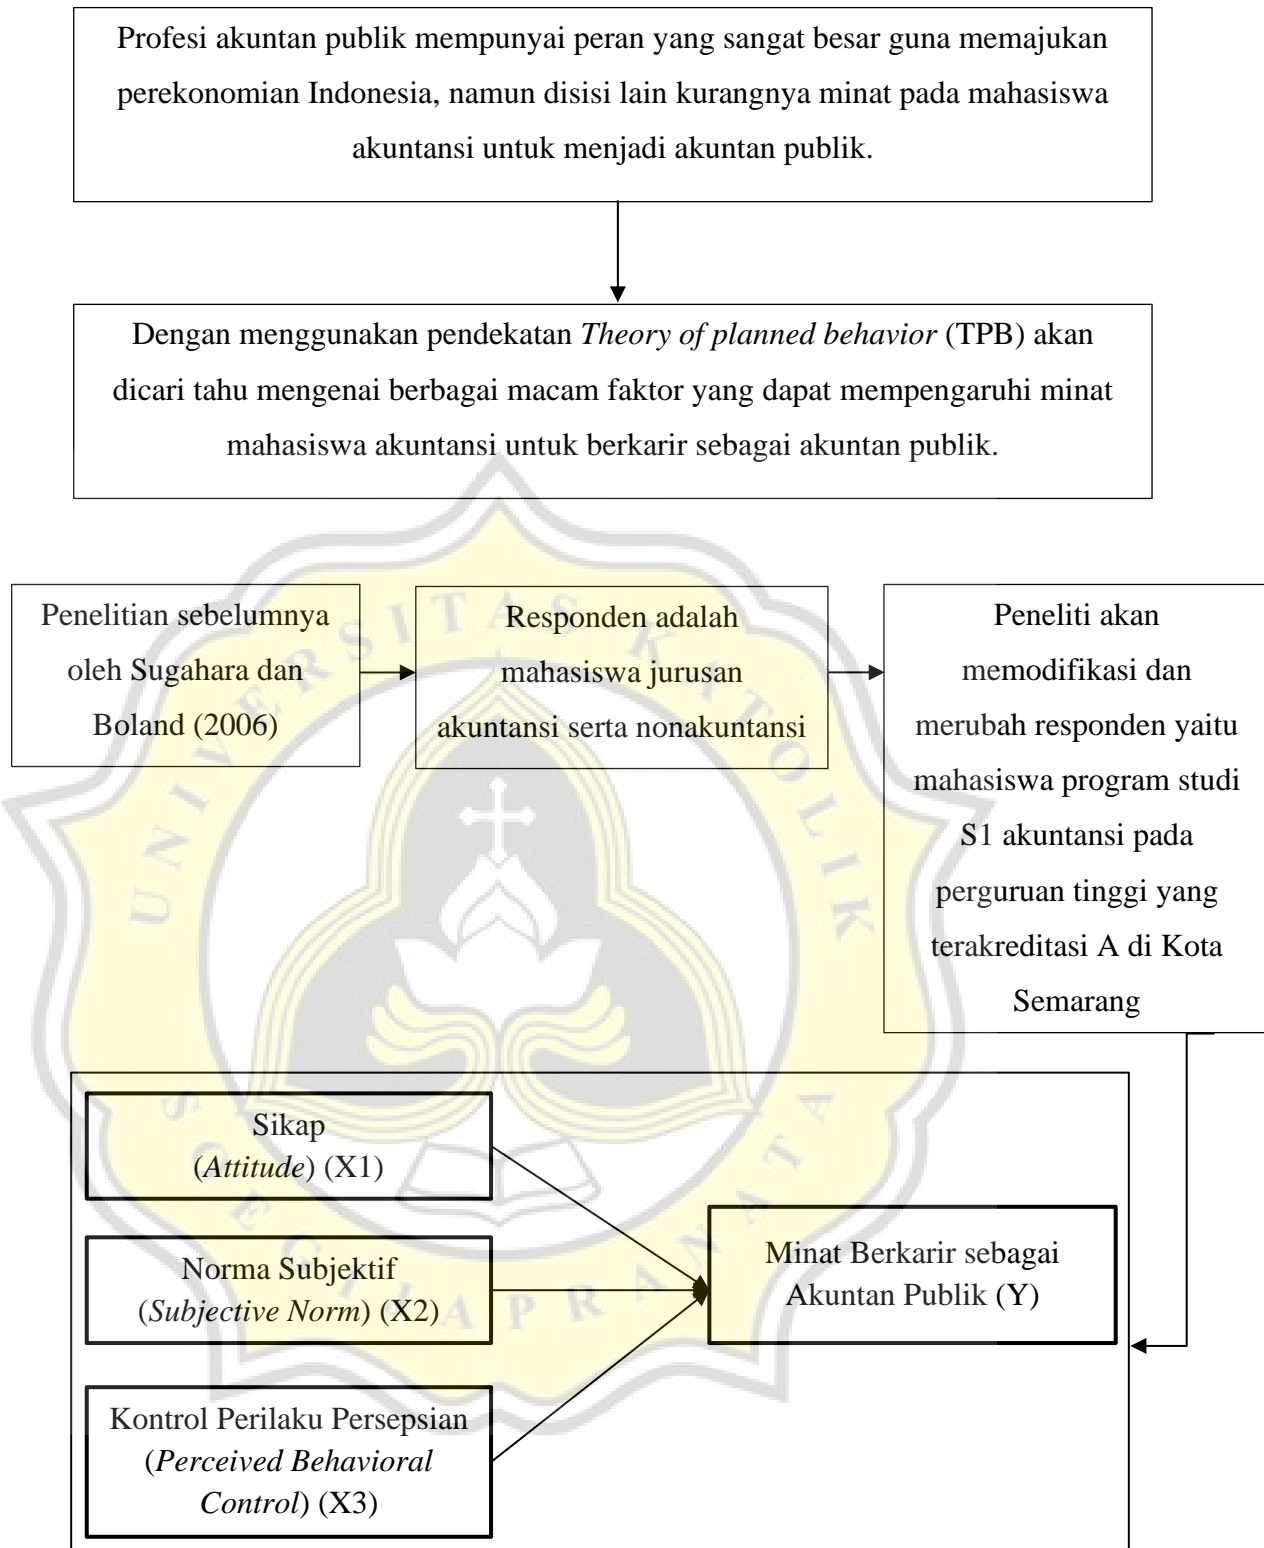 Profesi akuntan publik mempunyai peran yang sangat besar guna memajukan
perekonomian Indonesia, namun disisi lain kurangnya minat pada mahasiswa
akuntansi untuk menjadi akuntan publik.
Dengan menggunakan pendekatan Theory of planned behavior (TPB) akan
dicari tahu mengenai berbagai macam faktor yang dapat mempengaruhi minat
mahasiswa akuntansi untuk berkarir sebagai akuntan publik.
Penelitian sebelumnya
oleh Sugahara dan
Boland (2006)
Responden adalah
mahasiswa jurusan
akuntansi serta nonakuntansi
Peneliti akan
memodifikasi dan
merubah responden yaitu
mahasiswa program studi
S1 akuntansi pada
perguruan tinggi yang
terakreditasi A di Kota
Semarang
Sikap
(Attitude) (X1)
Norma Subjektif
(Subjective Norm) (X2)
Kontrol Perilaku Persepsian
(Perceived Behavioral
Control) (X3)
Minat Berkarir sebagai
Akuntan Publik (Y)
UNIVERSITAS KATOLIK
SOEGIJAPRANATA